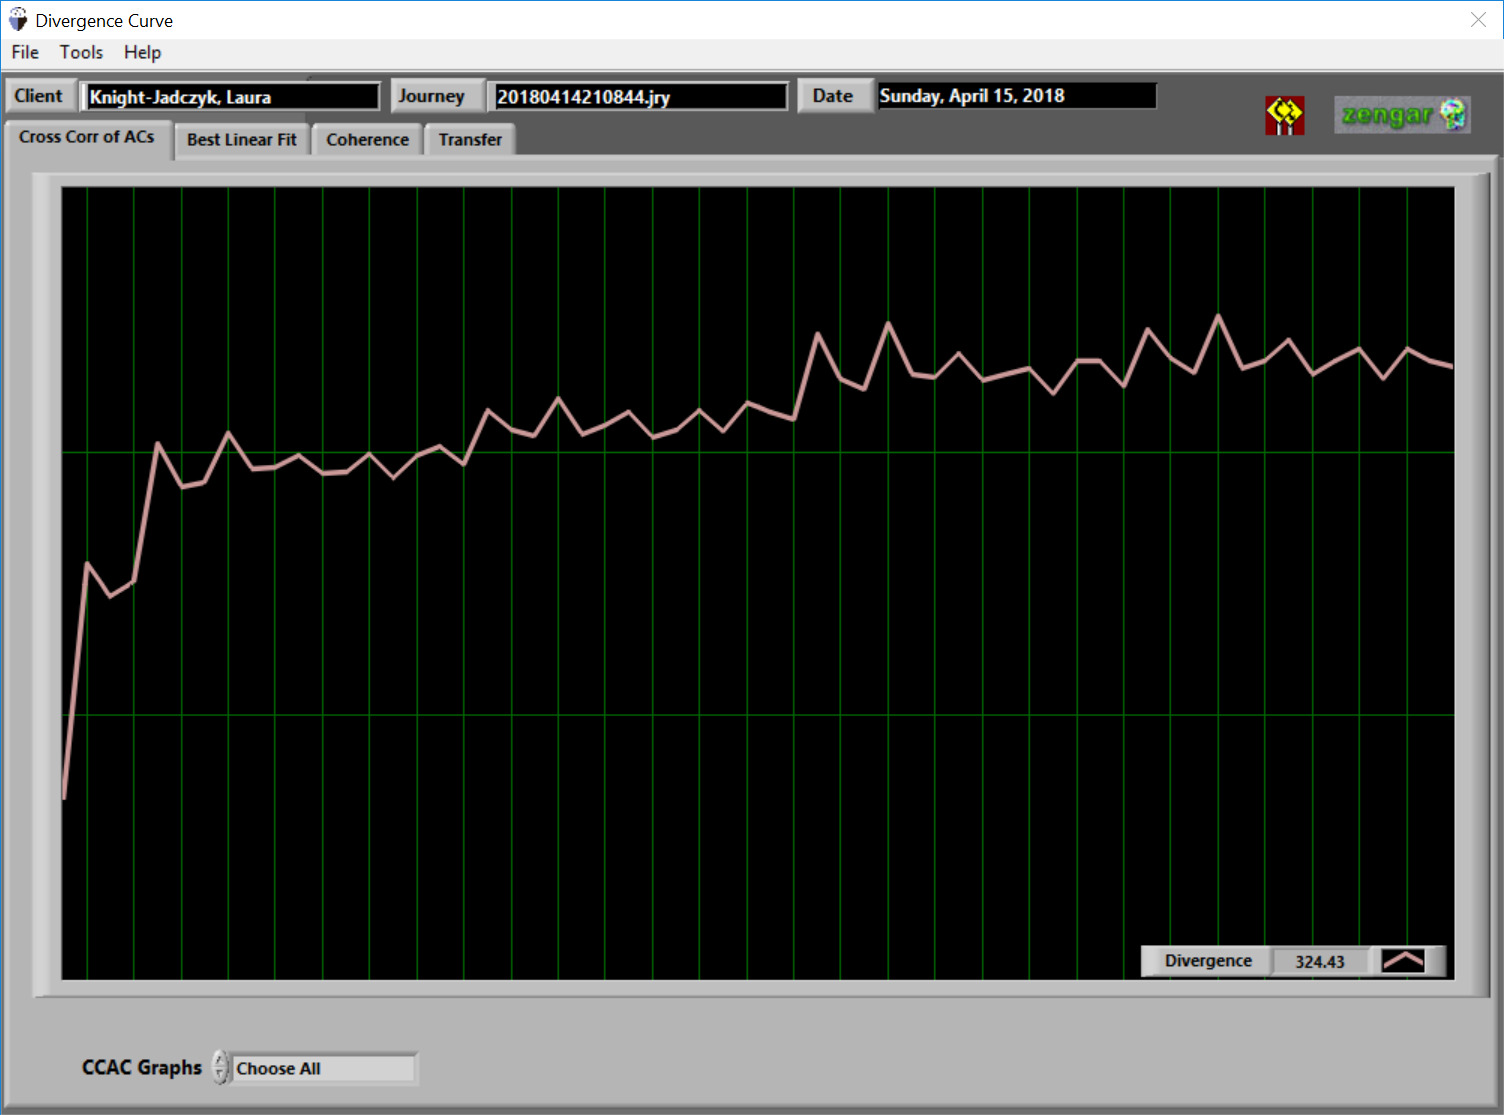 Divergence Curve
File Tools Help
Client Knight-Jadczyk, Laura Journey 20180414210844.jry Date Sunday, April 15, 2018
zengar
Cross Corr of ACs Best Linear Fit Coherence Transfer
Divergence 324.43
CCAC Graphs Choose All